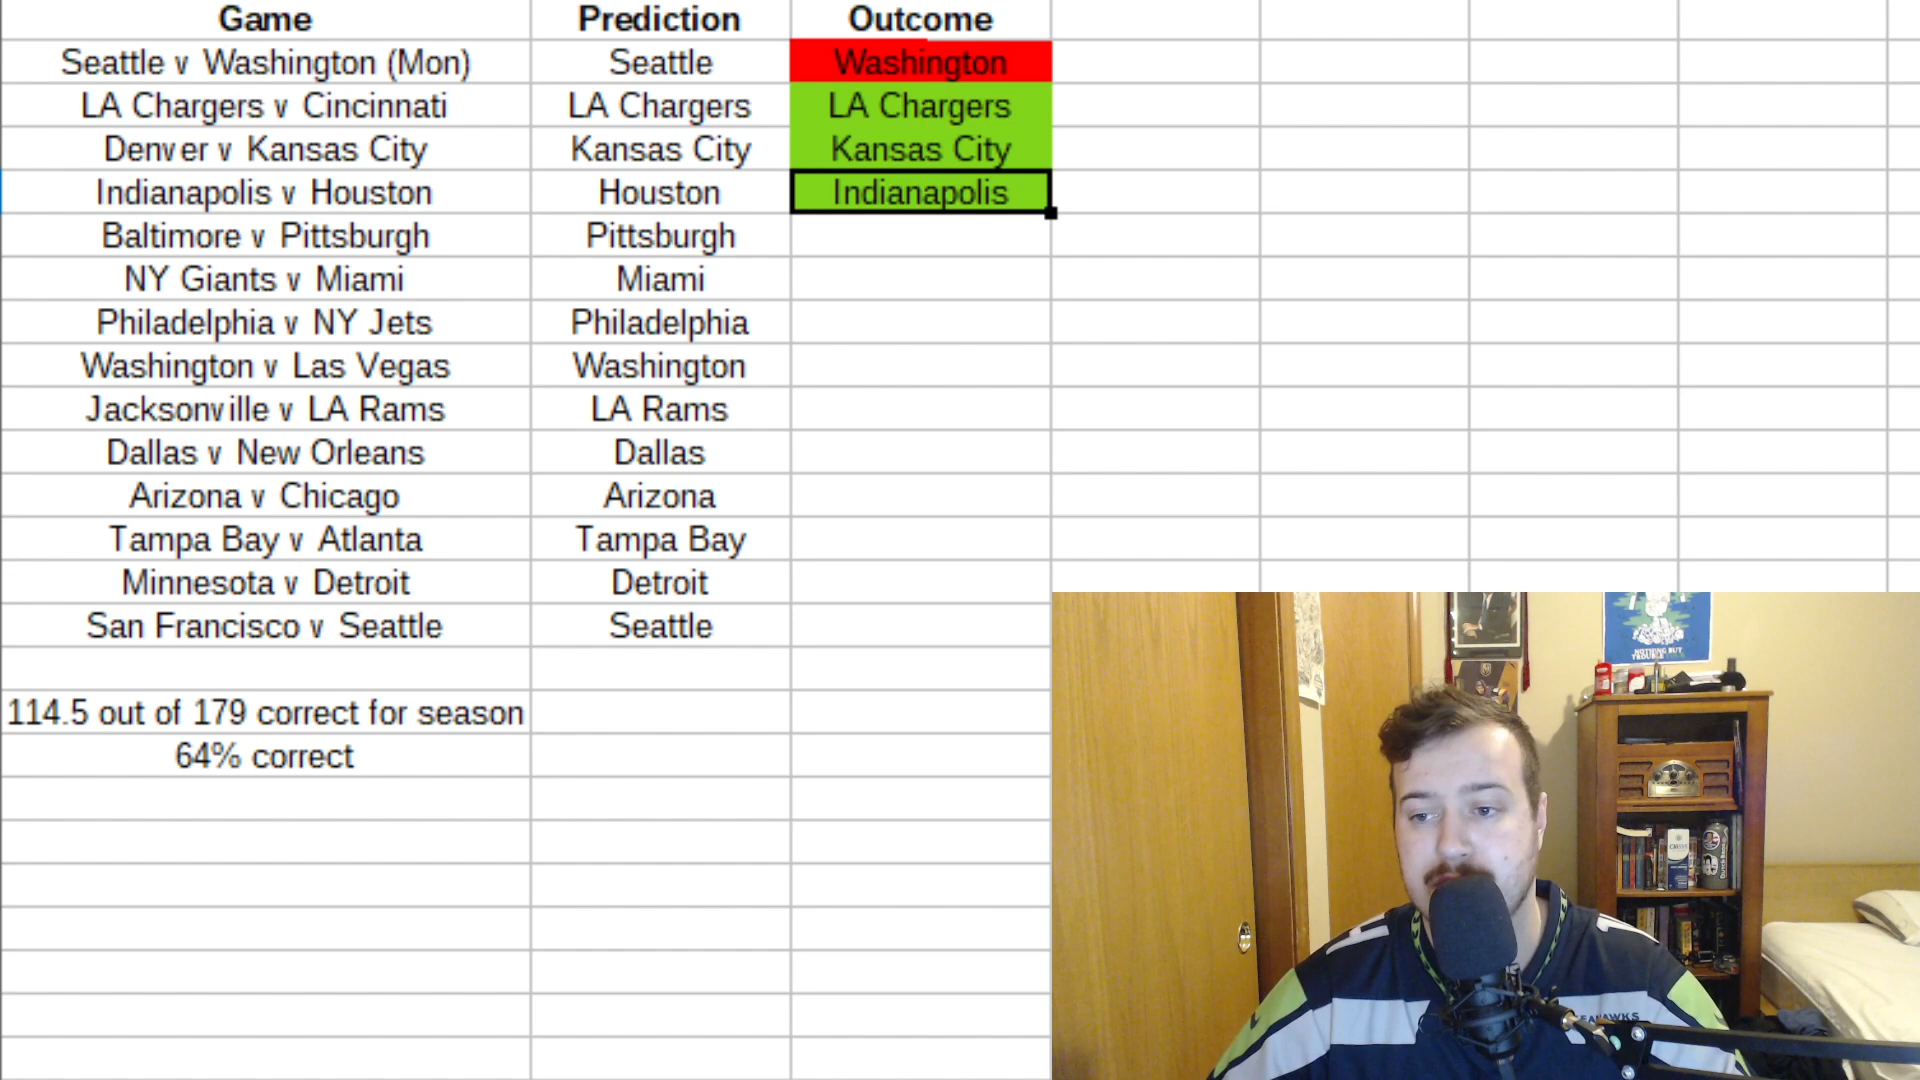 Game Prediction Outcome
Seattle v Washington (Mon) Seattle Washington
LA Chargers v Cincinnati LA Chargers LA Chargers
Denver v Kansas City Kansas City Kansas City
Indianapolis v Houston Houston Indianapolis
Baltimore v Pittsburgh Pittsburgh
NY Giants v Miami Miami
Philadelphia v NY Jets Philadelphia
Washington v Las Vegas Washington
Jacksonville v LA Rams LA Rams
Dallas v New Orleans Dallas
Arizona v Chicago Arizona
Tampa Bay v Atlanta Tampa Bay
Minnesota v Detroit Detroit
San Francisco v Seattle Seattle
114.5 out of 179 correct for season
64% correct
NOTHING BUT
TROUBLE